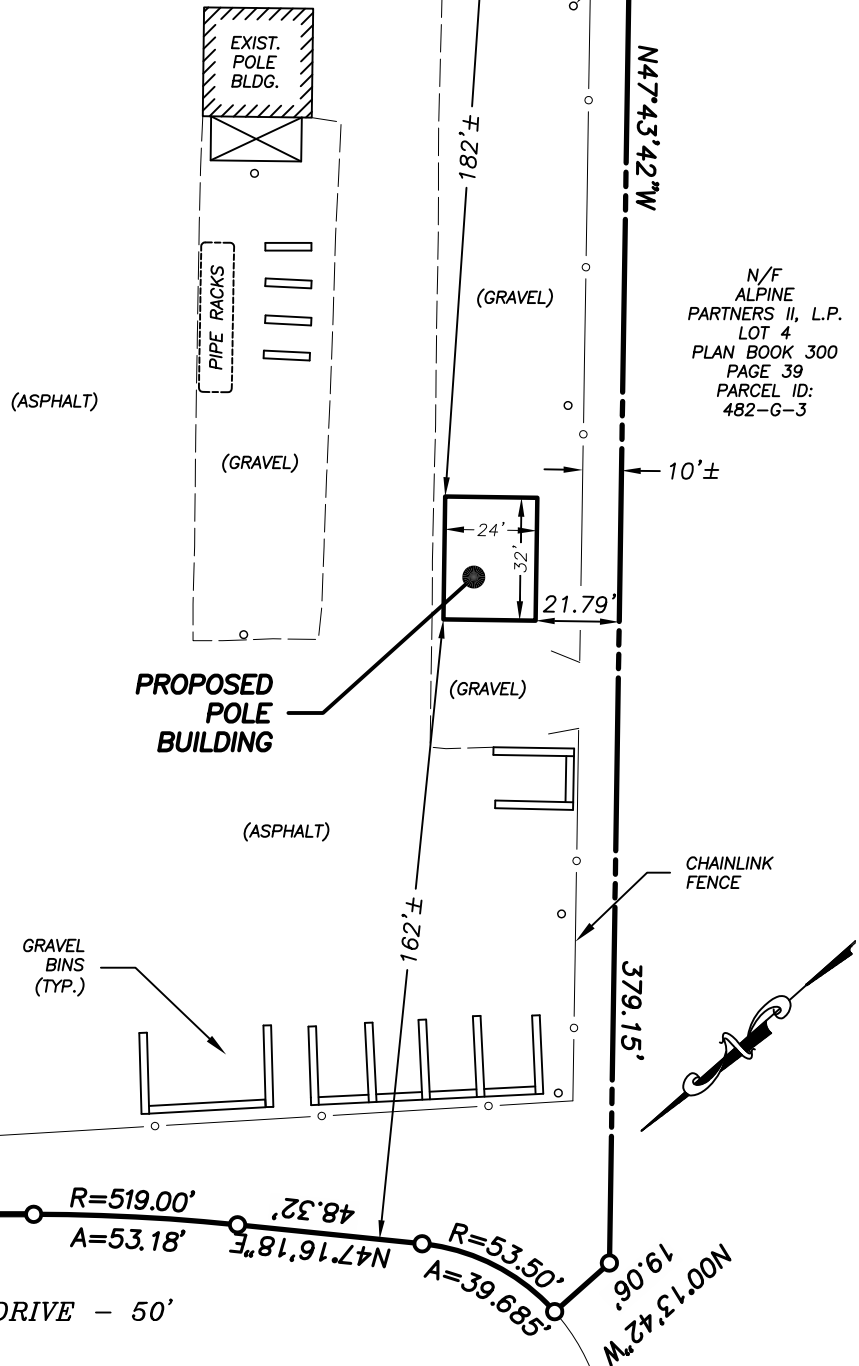 EXIST.
POLE
BLDG.
182'±
N47°43'42"W
N/F
ALPINE
PARTNERS II, L.P.
LOT 4
PLAN BOOK 300
PAGE 39
PARCEL ID:
482-G-3
PIPE RACKS
(GRAVEL)
(ASPHALT)
(GRAVEL)
10'±
24'
32'
21.79'
PROPOSED
POLE
BUILDING
(GRAVEL)
(ASPHALT)
CHAINLINK
FENCE
162'±
GRAVEL
BINS
(TYP.)
379.15'
N
R=519.00'
A=53.18'
48.32'
N47°16'18"E
R=53.50'
A=39.685'
19.06'
N00°13'42"W
DRIVE - 50'